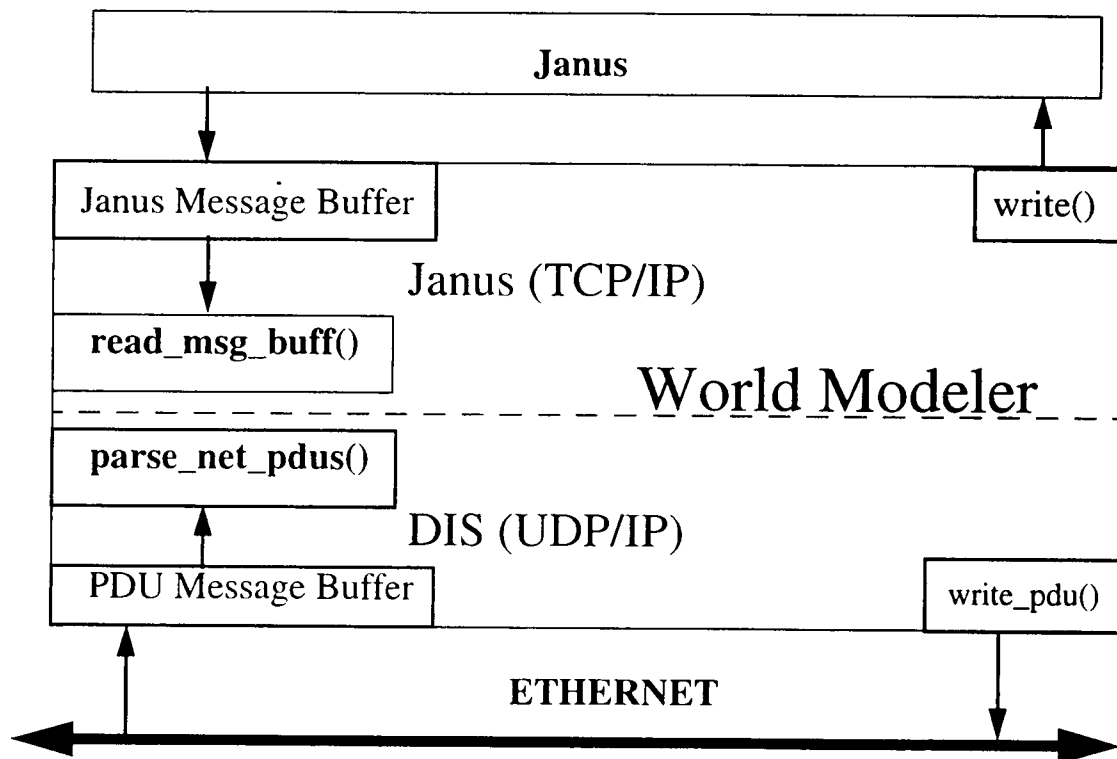 Janus
Janus Message Buffer
write()
Janus (TCP/IP)
read_msg_buff()
World Modeler
parse_net_pdus()
DIS (UDP/IP)
PDU Message Buffer
write_pdu()
ETHERNET